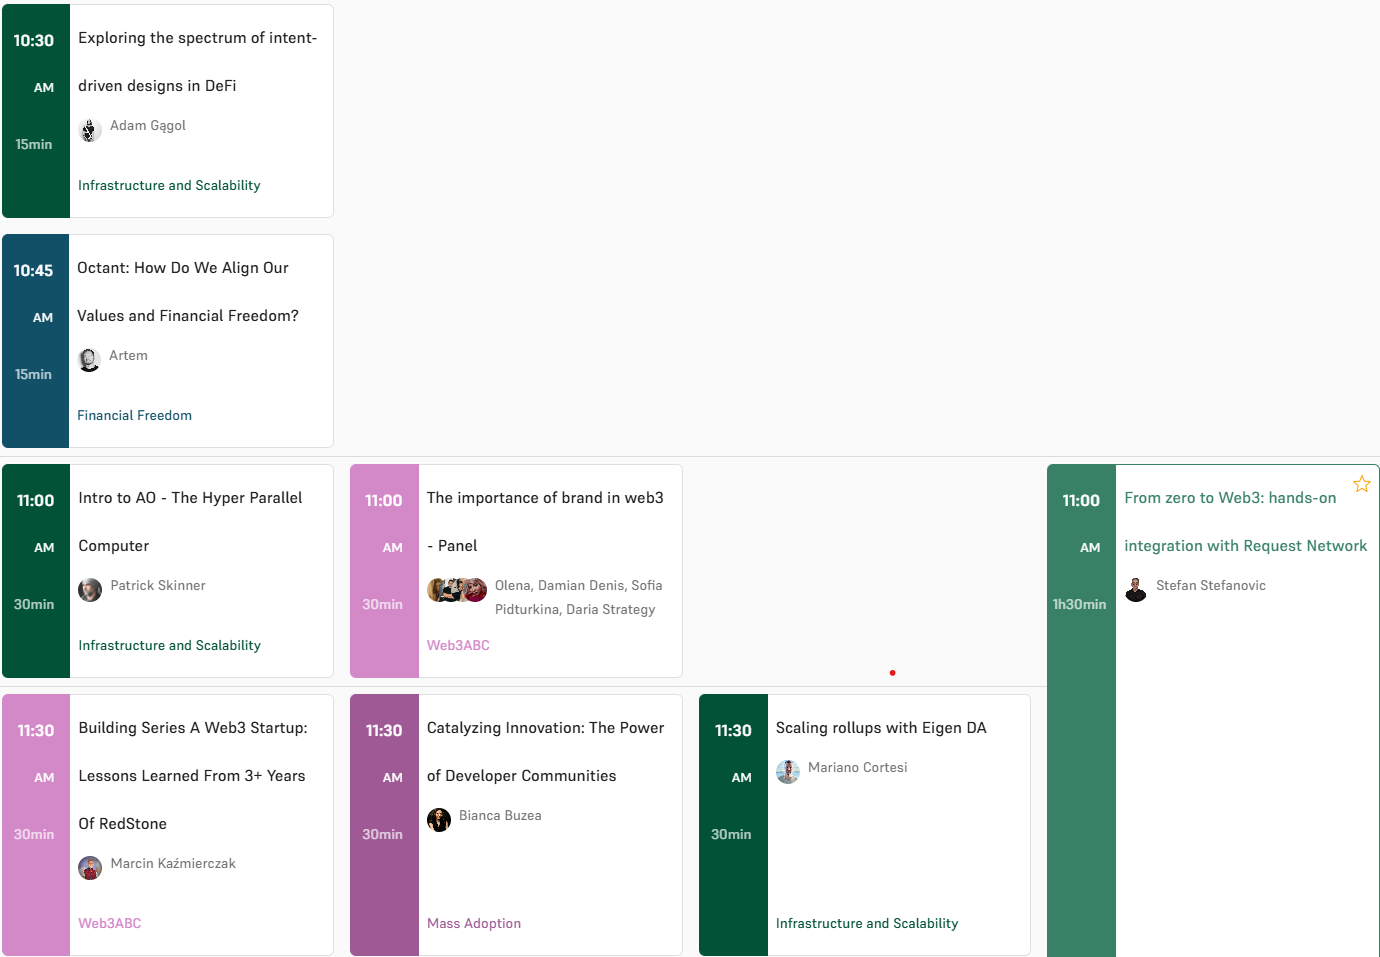 10:30
AM
15min
Exploring the spectrum of intent-
driven designs in DeFi
Adam Gągol
Infrastructure and Scalability
10:45
AM
15min
Octant: How Do We Align Our
Values and Financial Freedom?
Artem
Financial Freedom
11:00
AM
30min
Intro to AO - The Hyper Parallel
Computer
Patrick Skinner
Infrastructure and Scalability
11:00
AM
30min
The importance of brand in web3
- Panel
Olena, Damian Denis, Sofia
Pidturkina, Daria Strategy
Web3ABC
11:00
AM
1h30min
From zero to Web3: hands-on
integration with Request Network
Stefan Stefanovic
11:30
AM
30min
Building Series A Web3 Startup:
Lessons Learned From 3+ Years
Of RedStone
Marcin Kaźmierczak
Web3ABC
11:30
AM
30min
Catalyzing Innovation: The Power
of Developer Communities
Bianca Buzea
Mass Adoption
11:30
AM
30min
Scaling rollups with Eigen DA
Mariano Cortesi
Infrastructure and Scalability